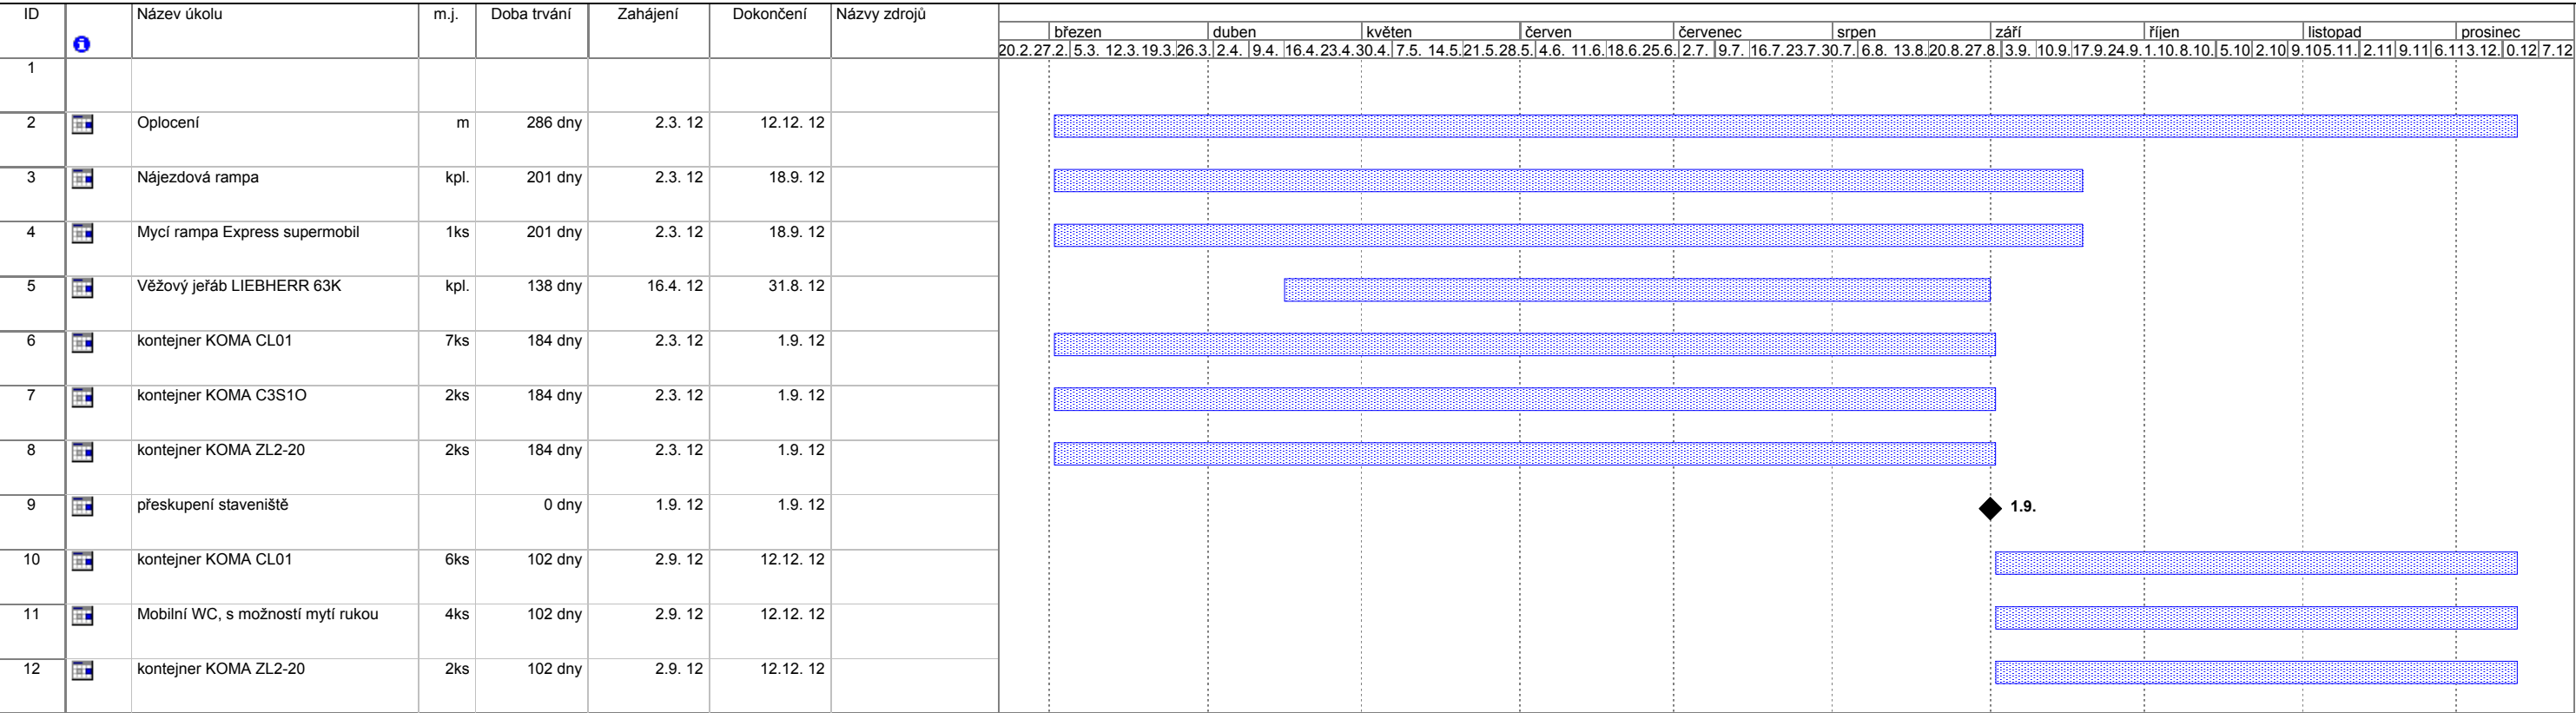 ID Název úkolu m.j. Doba trvání Zahájení Dokončení Názvy zdrojů
březen duben květen červen červenec srpen září říjen listopad prosinec
20.2. 27.2. 5.3. 12.3. 19.3. 26.3. 2.4. 9.4. 16.4. 23.4. 30.4. 7.5. 14.5. 21.5. 28.5. 4.6. 11.6. 18.6. 25.6. 2.7. 9.7. 16.7. 23.7. 30.7. 6.8. 13.8. 20.8. 27.8. 3.9. 10.9. 17.9. 24.9. 1.10. 8.10. 5.10 2.10 9.10 5.11. 2.11 9.11 6.11 3.12. 0.12 7.12
1
2 Oplocení m 286 dny 2.3. 12 12.12. 12
3 Nájezdová rampa kpl. 201 dny 2.3. 12 18.9. 12
4 Mycí rampa Express supermobil 1ks 201 dny 2.3. 12 18.9. 12
5 Věžový jeřáb LIEBHERR 63K kpl. 138 dny 16.4. 12 31.8. 12
6 kontejner KOMA CL01 7ks 184 dny 2.3. 12 1.9. 12
7 kontejner KOMA C3S1O 2ks 184 dny 2.3. 12 1.9. 12
8 kontejner KOMA ZL2-20 2ks 184 dny 2.3. 12 1.9. 12
9 přeskupení staveniště 0 dny 1.9. 12 1.9. 12 1.9.
10 kontejner KOMA CL01 6ks 102 dny 2.9. 12 12.12. 12
11 Mobilní WC, s možností mytí rukou 4ks 102 dny 2.9. 12 12.12. 12
12 kontejner KOMA ZL2-20 2ks 102 dny 2.9. 12 12.12. 12